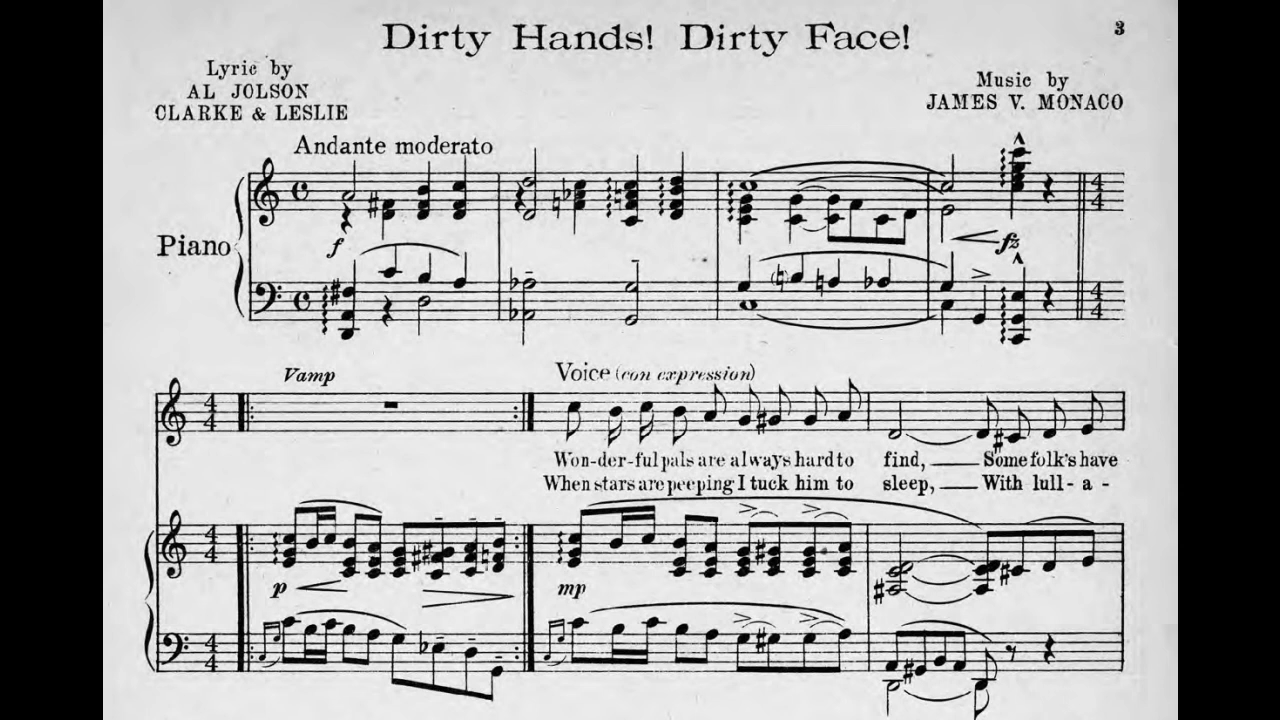 Dirty Hands! Dirty Face!
3
Lyric by
AL JOLSON
CLARKE & LESLIE
Music by
JAMES V. MONACO
Andante moderato
Piano
f
fz
Vamp
Voice (con expression)
4 4
Won-der-ful pals are always hard to find, Some folk's have
When stars are peeping I tuck him to sleep, With lull-a-
p
mp